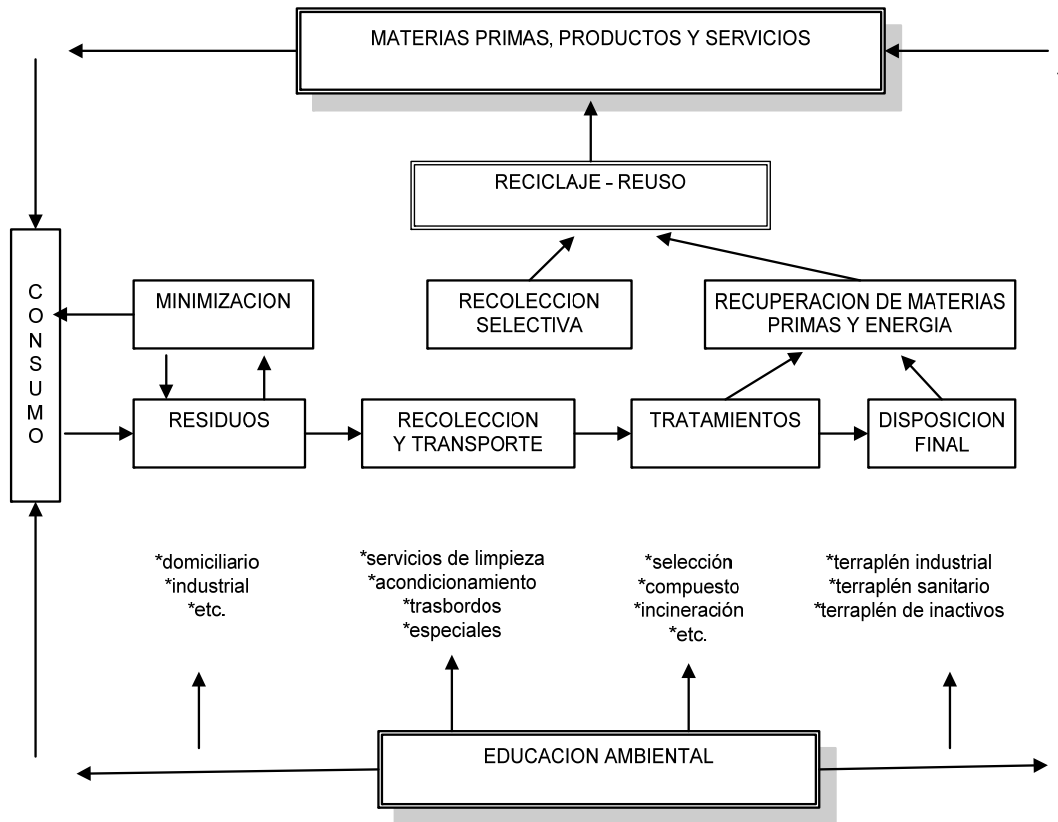 MATERIAS PRIMAS, PRODUCTOS Y SERVICIOS
RECICLAJE - REUSO
C
O
N
S
U
M
O
MINIMIZACION
RECOLECCION
SELECTIVA
RECUPERACION DE MATERIAS
PRIMAS Y ENERGIA
RESIDUOS
RECOLECCION
Y TRANSPORTE
TRATAMIENTOS
DISPOSICION
FINAL
*domiciliario
*industrial
*etc.
*servicios de limpieza
*acondicionamiento
*trasbordos
*especiales
*selección
*compuesto
*incineración
*etc.
*terraplén industrial
*terraplén sanitario
*terraplén de inactivos
EDUCACION AMBIENTAL